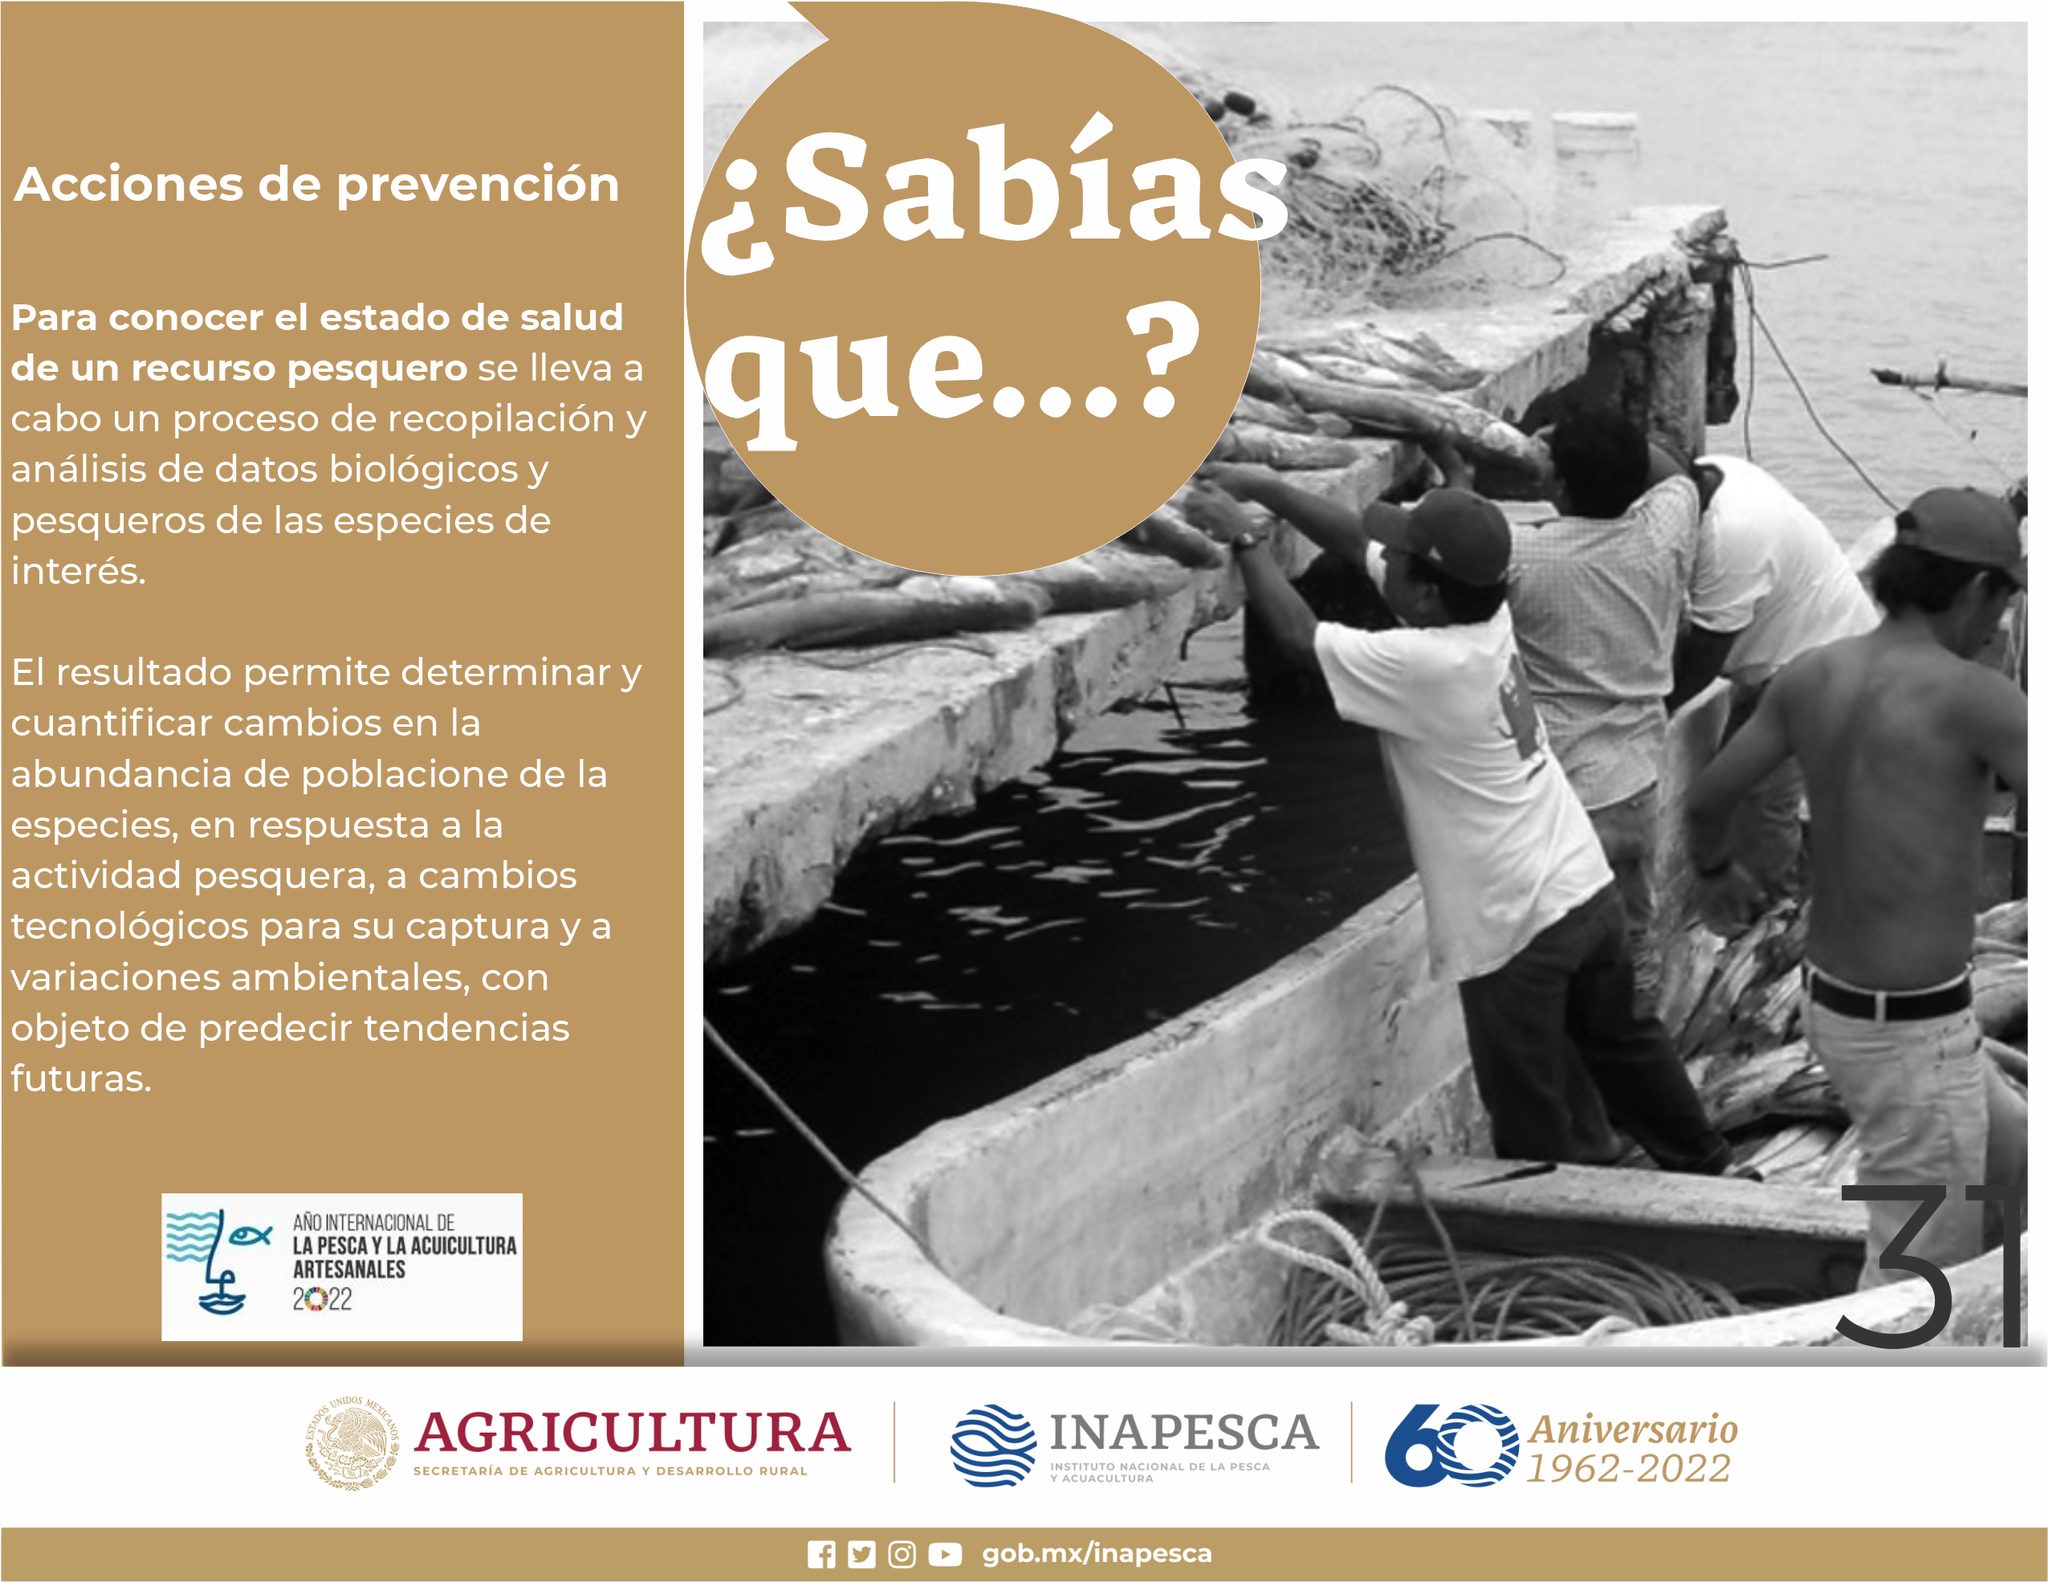 Acciones de prevención
Para conocer el estado de salud
de un recurso pesquero se lleva a
cabo un proceso de recopilación y
análisis de datos biológicos y
pesqueros de las especies de
interés.
El resultado permite determinar y
cuantificar cambios en la
abundancia de poblacione de la
especies, en respuesta a la
actividad pesquera, a cambios
tecnológicos para su captura y a
variaciones ambientales, con
objeto de predecir tendencias
futuras.
AÑO INTERNACIONAL DE
LA PESCA Y LA ACUICULTURA
ARTESANALES
2022
¿Sabías
que...?
31
ESTADOS UNIDOS MEXICANOS
AGRICULTURA
SECRETARÍA DE AGRICULTURA Y DESARROLLO RURAL
INAPESCA
INSTITUTO NACIONAL DE LA PESCA
Y ACUACULTURA
60 Aniversario
1962-2022
gob.mx/inapesca